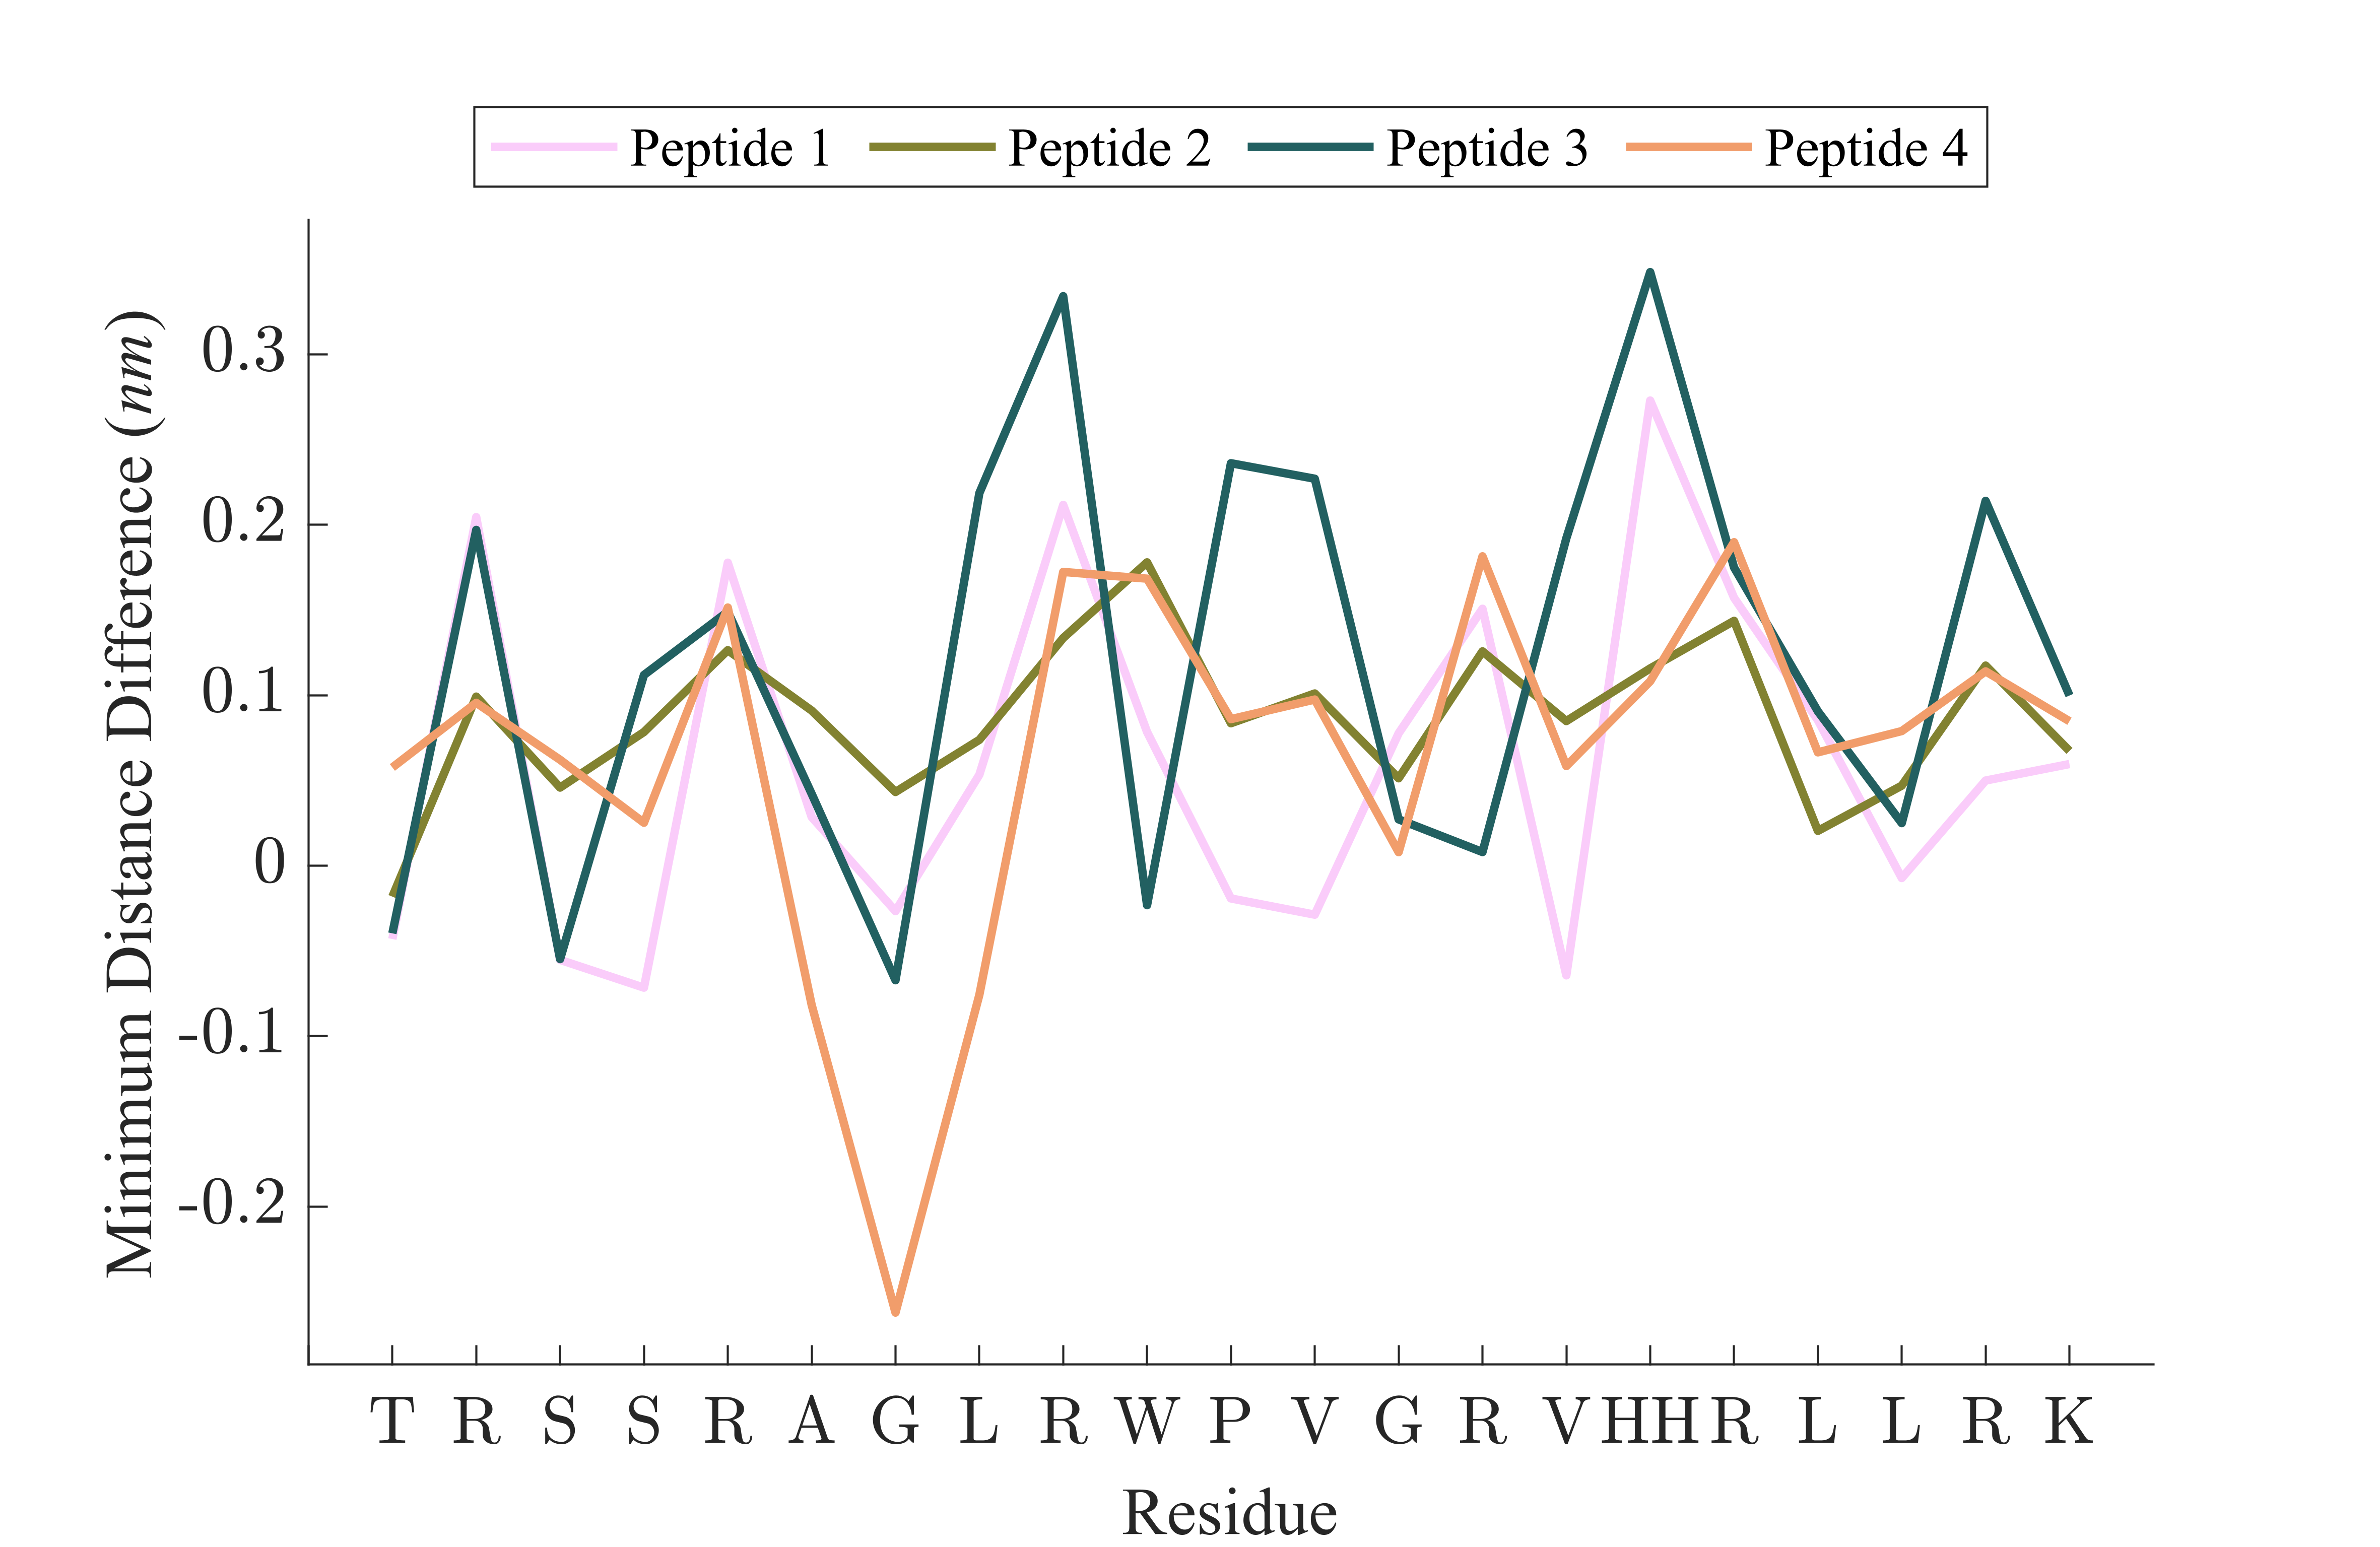 Peptide 1 Peptide 2 Peptide 3 Peptide 4
Minimum Distance Difference (nm)
0.3
0.2
0.1
0
-0.1
-0.2
T R S S R A G L R W P V G R V HH R L L R K
Residue